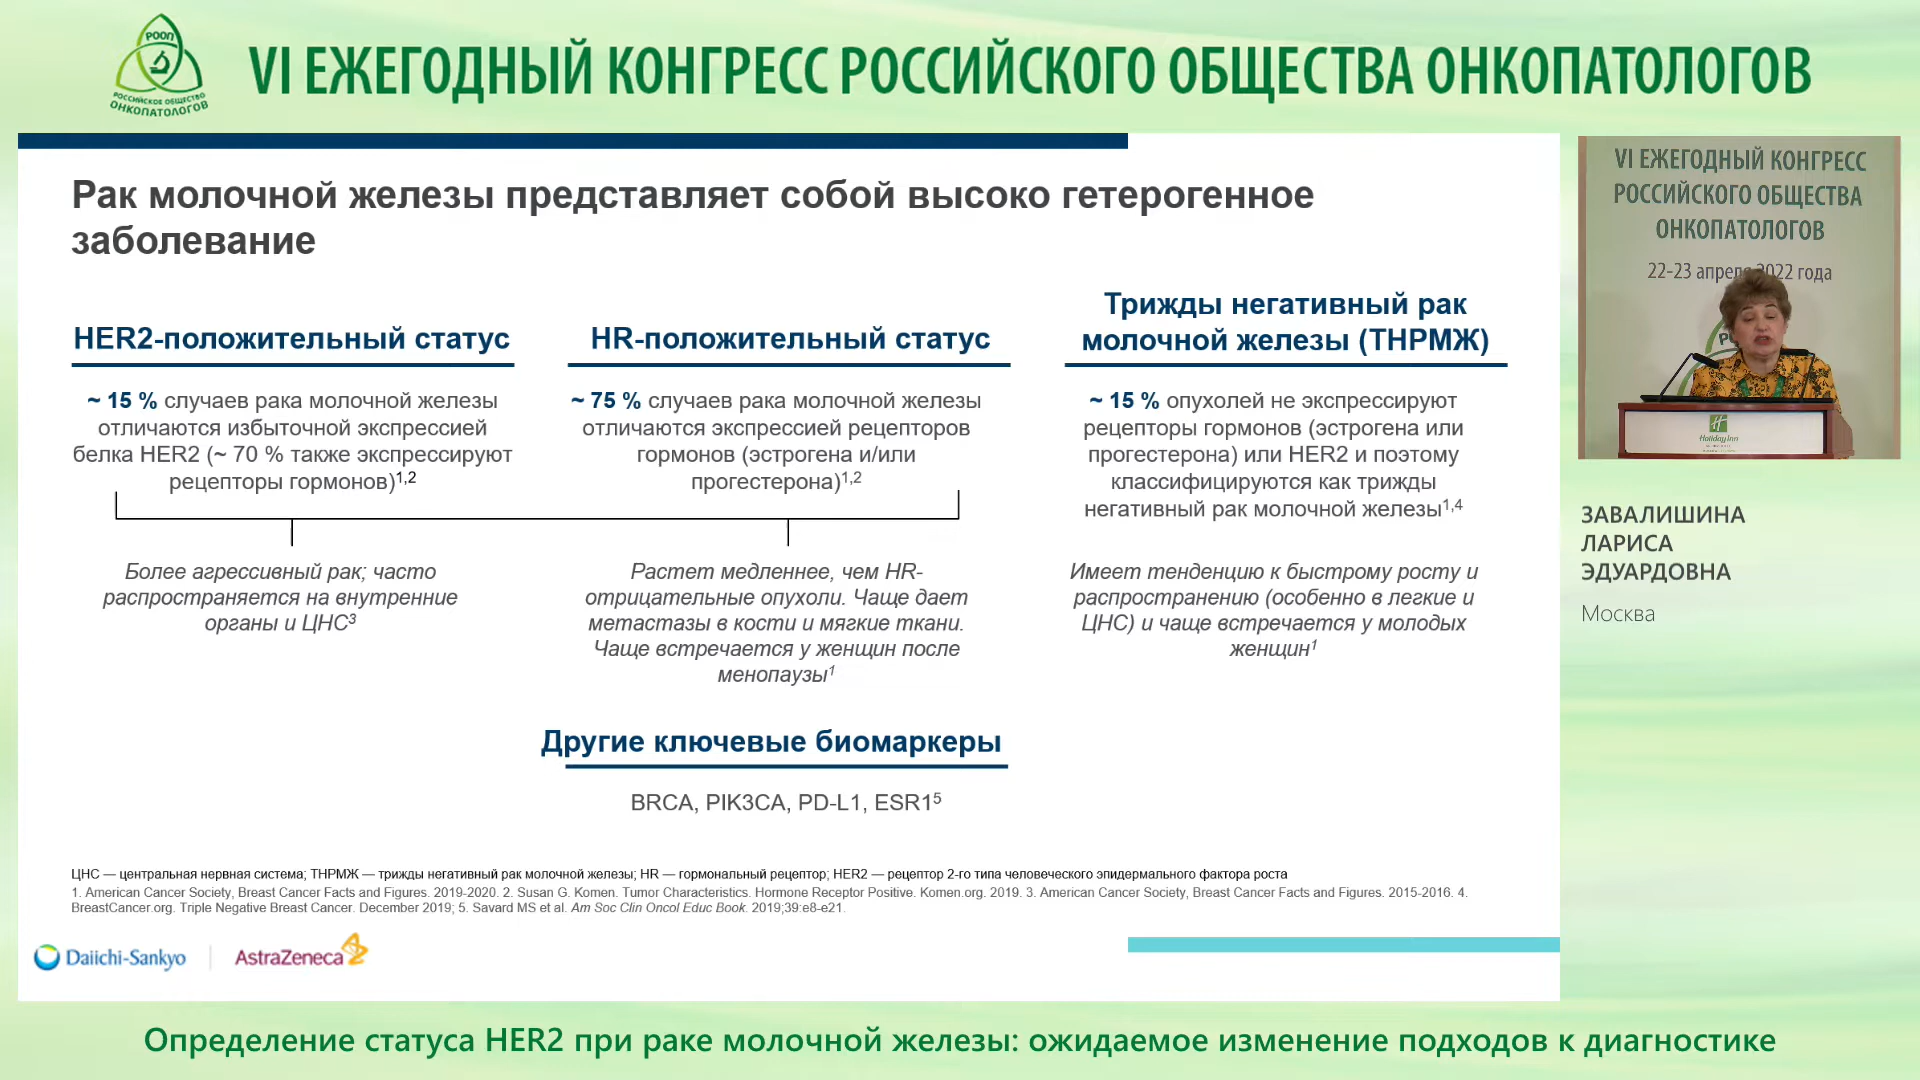 РООП
РОССИЙСКОЕ ОБЩЕСТВО
ОНКОПАТОЛОГОВ
VI ЕЖЕГОДНЫЙ КОНГРЕСС РОССИЙСКОГО ОБЩЕСТВА ОНКОПАТОЛОГОВ
Рак молочной железы представляет собой высоко гетерогенное
заболевание
HER2-положительный статус
~ 15 % случаев рака молочной железы
отличаются избыточной экспрессией
белка HER2 (~ 70 % также экспрессируют
рецепторы гормонов)1,2
Более агрессивный рак; часто
распространяется на внутренние
органы и ЦНС3
HR-положительный статус
~ 75 % случаев рака молочной железы
отличаются экспрессией рецепторов
гормонов (эстрогена и/или
прогестерона)1,2
Растет медленнее, чем HR-
отрицательные опухоли. Чаще дает
метастазы в кости и мягкие ткани.
Чаще встречается у женщин после
менопаузы1
Трижды негативный рак
молочной железы (ТНРМЖ)
~ 15 % опухолей не экспрессируют
рецепторы гормонов (эстрогена или
прогестерона) или HER2 и поэтому
классифицируются как трижды
негативный рак молочной железы1,4
Имеет тенденцию к быстрому росту и
распространению (особенно в легкие и
ЦНС) и чаще встречается у молодых
женщин1
Другие ключевые биомаркеры
BRCA, PIK3CA, PD-L1, ESR15
ЦНС — центральная нервная система; ТНРМЖ — трижды негативный рак молочной железы; HR — гормональный рецептор; HER2 — рецептор 2-го типа человеческого эпидермального фактора роста
1. American Cancer Society, Breast Cancer Facts and Figures. 2019-2020. 2. Susan G. Komen. Tumor Characteristics. Hormone Receptor Positive. Komen.org. 2019. 3. American Cancer Society, Breast Cancer Facts and Figures. 2015-2016. 4.
BreastCancer.org. Triple Negative Breast Cancer. December 2019; 5. Savard MS et al. Am Soc Clin Oncol Educ Book. 2019;39:e8-e21.
Daiichi-Sankyo
AstraZeneca
VI ЕЖЕГОДНЫЙ КОНГРЕСС
РОССИЙСКОГО ОБЩЕСТВА
ОНКОПАТОЛОГОВ
22-23 апреля 2022 года
Holiday Inn
ЗАВАЛИШИНА
ЛАРИСА
ЭДУАРДОВНА
Москва
Определение статуса HER2 при раке молочной железы: ожидаемое изменение подходов к диагностике